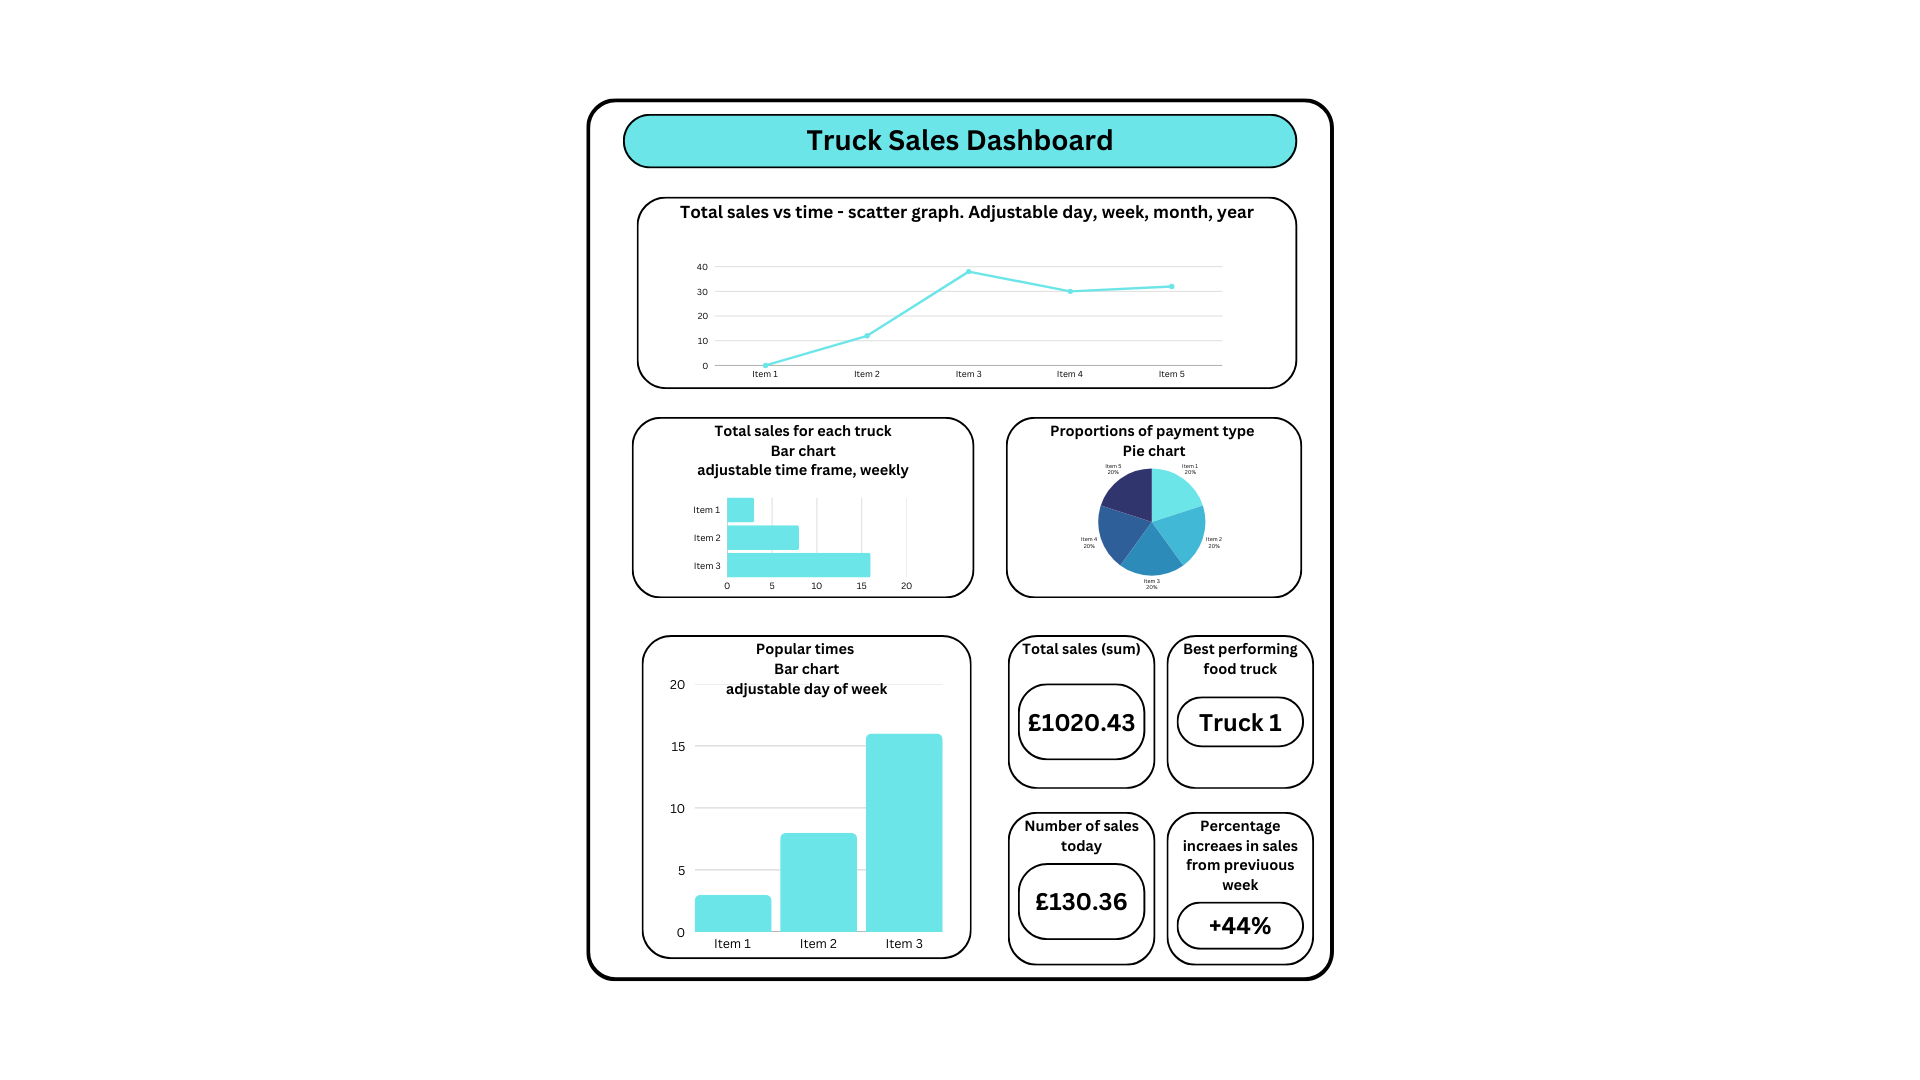 Truck Sales Dashboard
Total sales vs time - scatter graph. Adjustable day, week, month, year
40
30
20
10
0
Item 1
Item 2
Item 3
Item 4
Item 5
Total sales for each truck
Bar chart
adjustable time frame, weekly
Item 1
Item 2
Item 3
0
5
10
15
20
Proportions of payment type
Pie chart
Item 5
20%
Item 1
20%
Item 4
20%
Item 2
20%
Item 3
20%
Popular times
Bar chart
adjustable day of week
20
15
10
5
0
Item 1
Item 2
Item 3
Total sales (sum)
£1020.43
Best performing
food truck
Truck 1
Number of sales
today
£130.36
Percentage
increaes in sales
from previuous
week
+44%